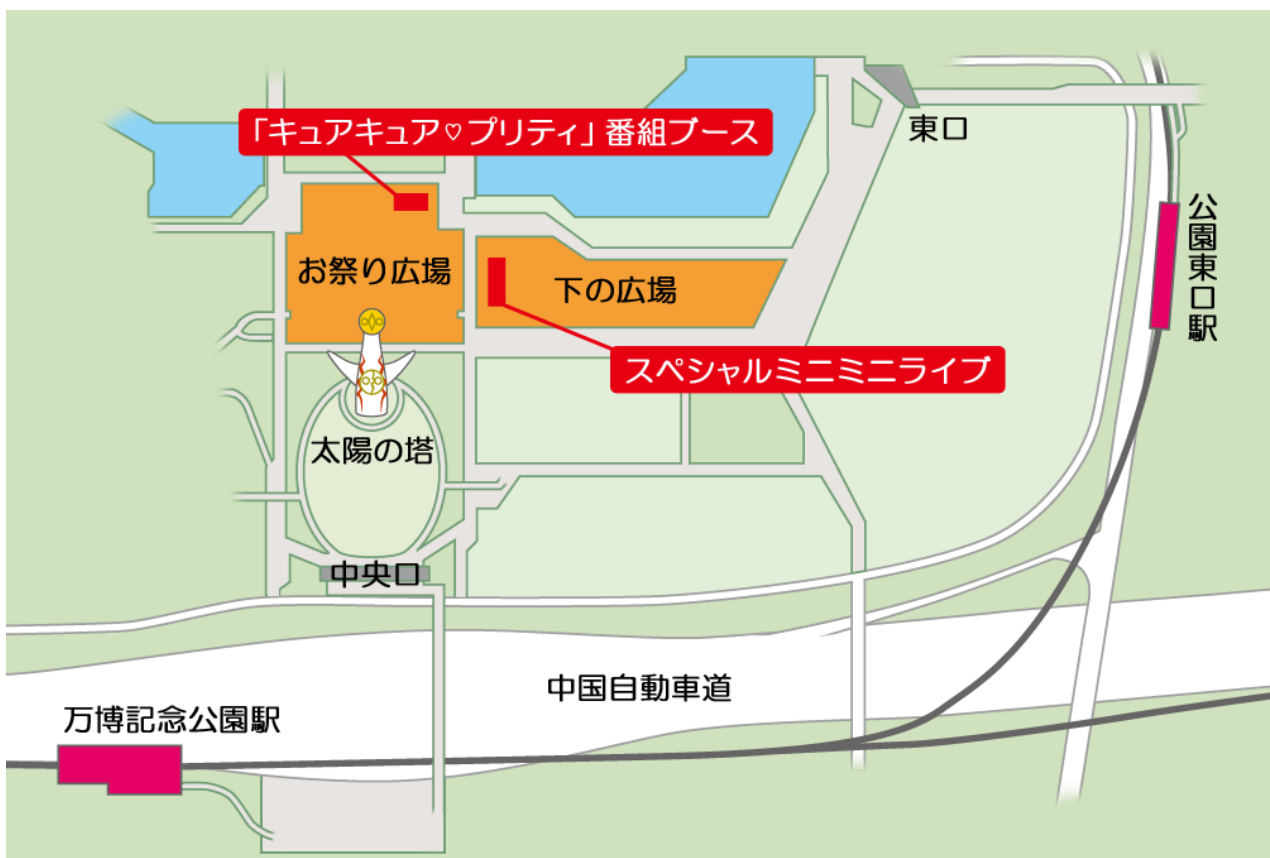 「キュアキュア♡プリティ」番組ブース
東口
公園東口駅
お祭り広場
下の広場
スペシャルミニミニライブ
太陽の塔
中央口
中国自動車道
万博記念公園駅